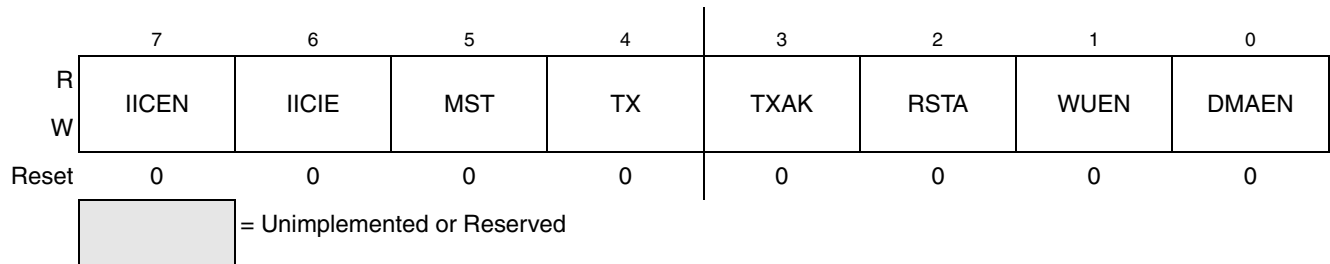 7 6 5 4 3 2 1 0
R
IICEN IICIE MST TX TXAK RSTA WUEN DMAEN
W
Reset 0 0 0 0 0 0 0 0
= Unimplemented or Reserved